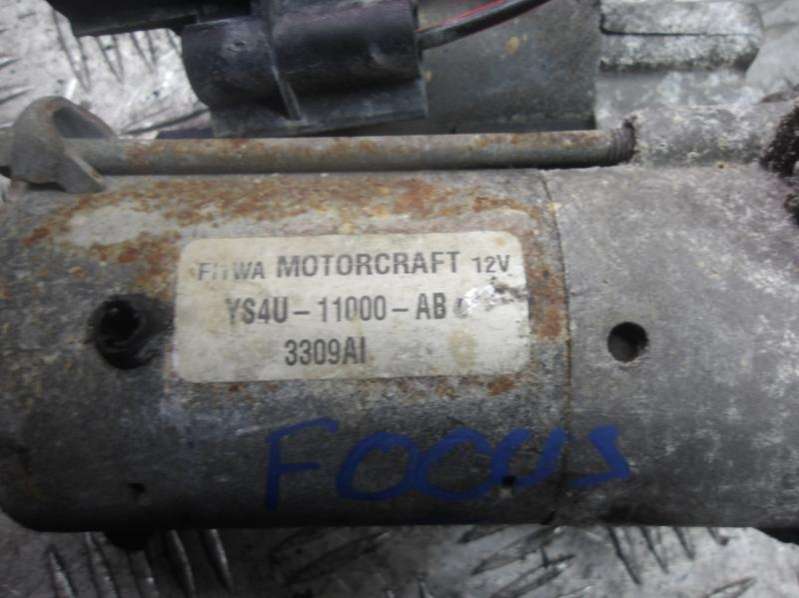 MOTORCRAFT 12V
YS4U-11000-AB
3309AI
FOCUS